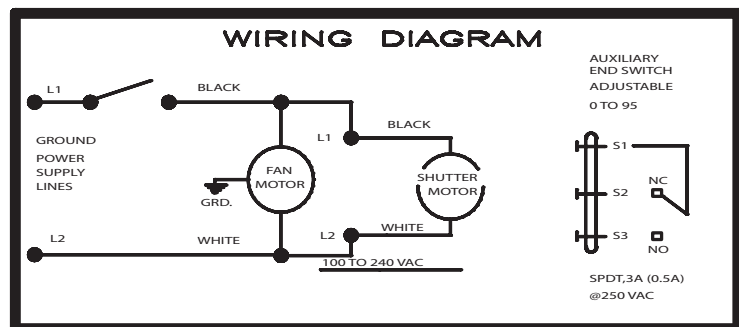 WIRING DIAGRAM
AUXILIARY
END SWITCH
ADJUSTABLE
0 TO 95
L1
BLACK
GROUND
POWER
SUPPLY
LINES
L1
BLACK
FAN
MOTOR
GRD.
SHUTTER
MOTOR
S1
S2
NC
S3
NO
L2
WHITE
L2
WHITE
100 TO 240 VAC
SPDT,3A (0.5A)
@250 VAC